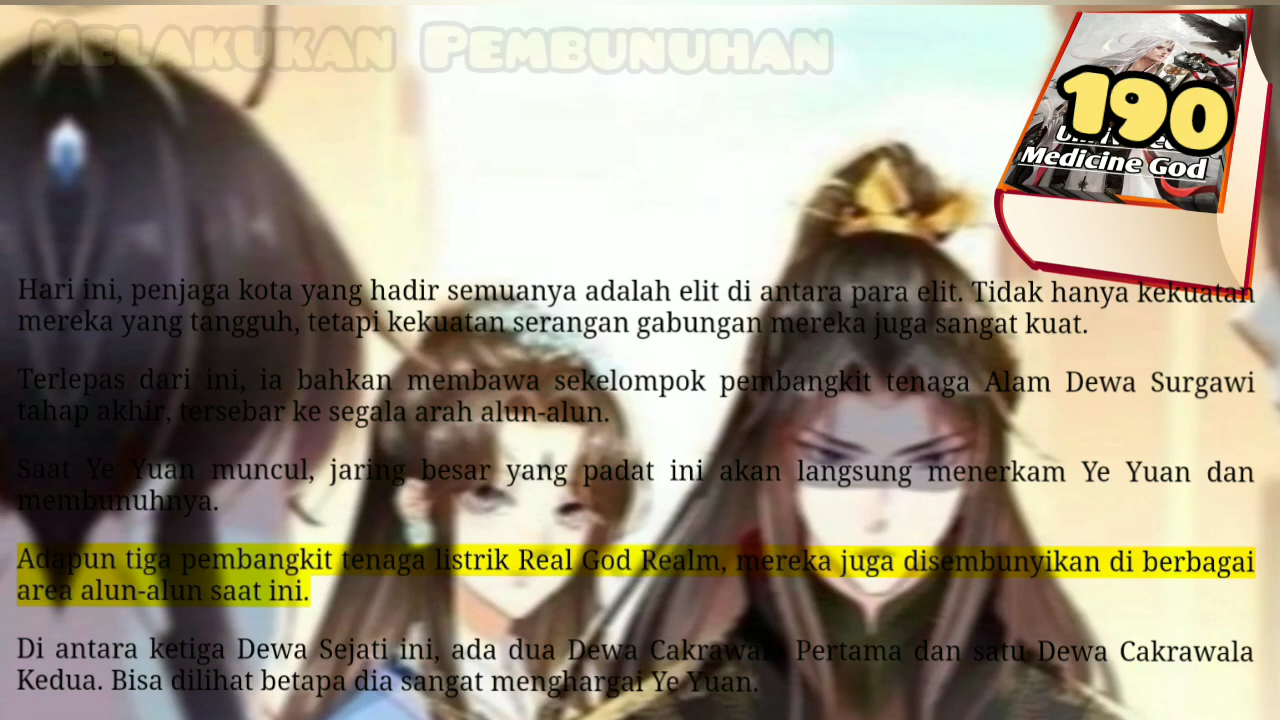 Melakukan Pembunuhan
190
Medicine God
Hari ini, penjaga kota yang hadir semuanya adalah elit di antara para elit. Tidak hanya kekuatan
mereka yang tangguh, tetapi kekuatan serangan gabungan mereka juga sangat kuat.
Terlepas dari ini, ia bahkan membawa sekelompok pembangkit tenaga Alam Dewa Surgawi
tahap akhir, tersebar ke segala arah alun-alun.
Saat Ye Yuan muncul, jaring besar yang padat ini akan langsung menerkam Ye Yuan dan
membunuhnya.
Adapun tiga pembangkit tenaga listrik Real God Realm, mereka juga disembunyikan di berbagai
area alun-alun saat ini.
Di antara ketiga Dewa Sejati ini, ada dua Dewa Cakrawala Pertama dan satu Dewa Cakrawala
Kedua. Bisa dilihat betapa dia sangat menghargai Ye Yuan.